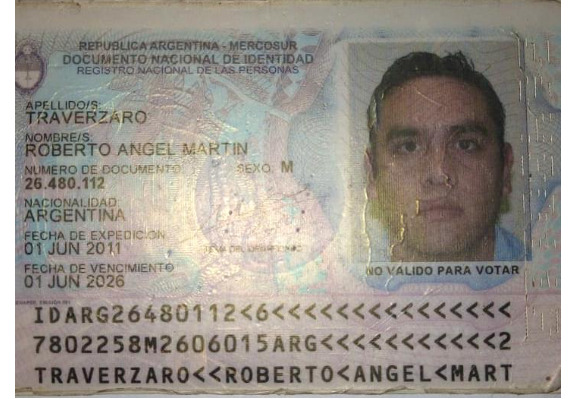 REPUBLICA ARGENTINA - MERCOSUR
DOCUMENTO NACIONAL DE IDENTIDAD
REGISTRO NACIONAL DE LAS PERSONAS
APELLIDO/S
TRAVERZARO
NOMBRE/S
ROBERTO ANGEL MARTIN
NUMERO DE DOCUMENTO SEXO M
26.480.112
NACIONALIDAD
ARGENTINA
FECHA DE EXPEDICION
01 JUN 2011
FECHA DE VENCIMIENTO
01 JUN 2026
NO VALIDO PARA VOTAR
IDARG26480112<6<<<<<<<<<<<<<<<
7802258M2606015ARG<<<<<<<<<<<2
TRAVERZARO<<ROBERTO<ANGEL<MART